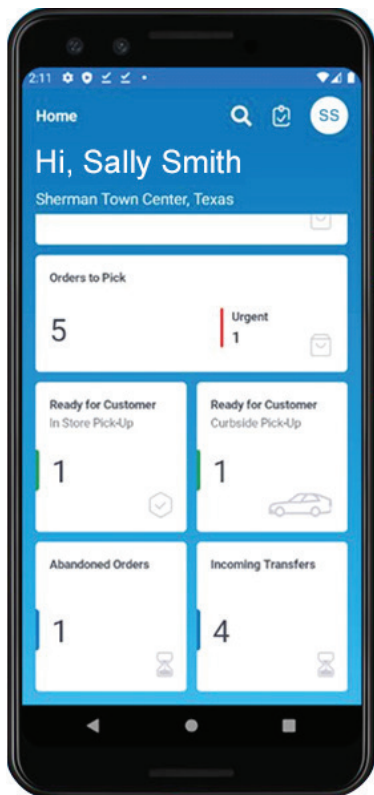 2:11
Home
SS
Hi, Sally Smith
Sherman Town Center, Texas
Orders to Pick
5
Urgent
1
Ready for Customer
In Store Pick-Up
1
Ready for Customer
Curbside Pick-Up
1
Abandoned Orders
1
Incoming Transfers
4